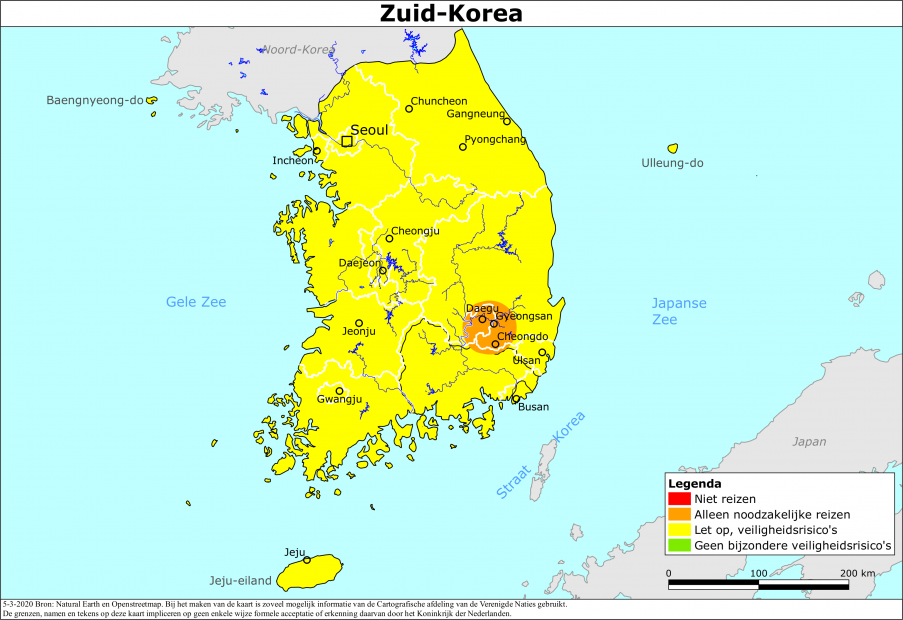 Zuid-Korea
Noord-Korea
Baengnyeong-do
Chuncheon
Gangneung
Seoul
Pyongchang
Incheon
Ulleung-do
Cheongju
Daejeon
Gele Zee
Japanse
Zee
Daegu
Gyeongsan
Jeonju
Cheongdo
Ulsan
Gwangju
Busan
Straat Korea
Japan
Legenda
Niet reizen
Alleen noodzakelijke reizen
Let op, veiligheidsrisico's
Geen bijzondere veiligheidsrisico's
Jeju
Jeju-eiland
0 100 200 km
5-3-2020 Bron: Natural Earth en Openstreetmap. Bij het maken van de kaart is zoveel mogelijk informatie van de Cartografische afdeling van de Verenigde Naties gebruikt.
De grenzen, namen en tekens op deze kaart impliceren op geen enkele wijze formele acceptatie of erkenning daarvan door het Koninkrijk der Nederlanden.